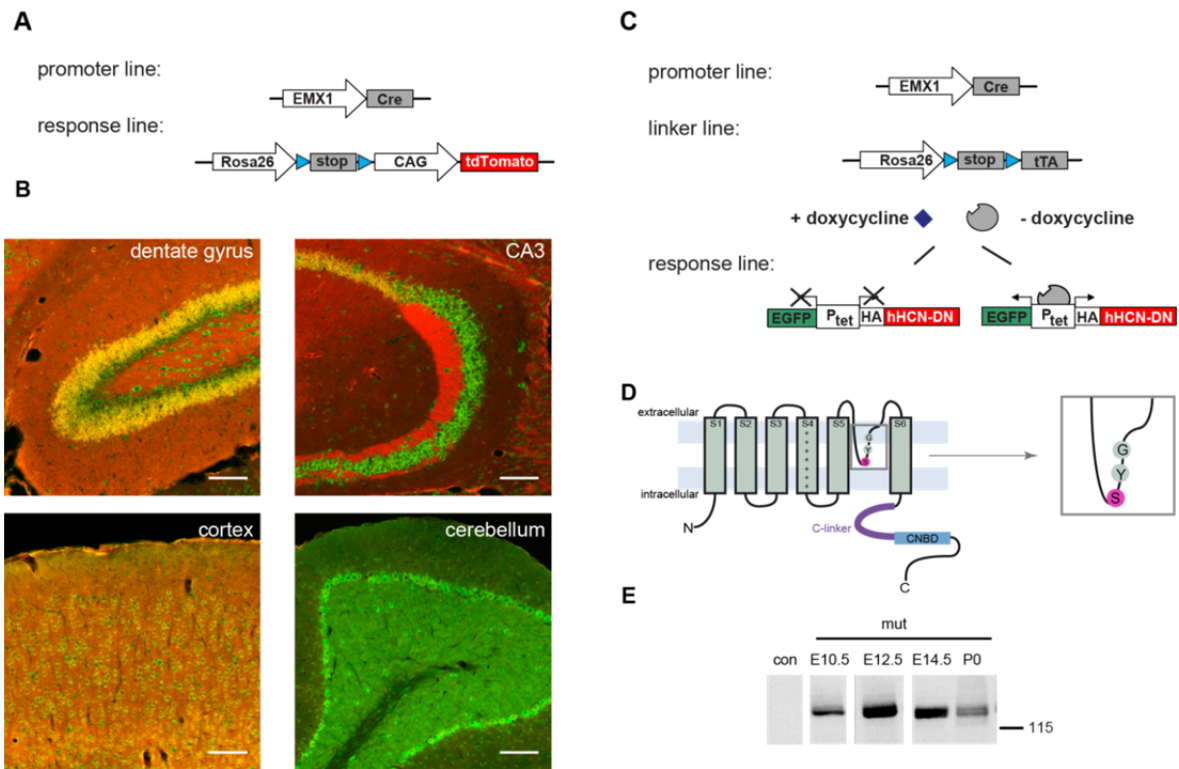 A
promoter line:
EMX1 Cre
response line:
Rosa26 stop CAG tdTomato
B
dentate gyrus
CA3
cortex
cerebellum
C
promoter line:
EMX1 Cre
linker line:
Rosa26 stop tTA
+ doxycycline - doxycycline
response line:
EGFP Ptet HA hHCN-DN EGFP Ptet HA hHCN-DN
D
extracellular
S1 S2 S3 S4 S5 S6
G
Y
S
intracellular
N
C-linker
CNBD
C
G
Y
S
E
mut
con E10.5 E12.5 E14.5 P0
115